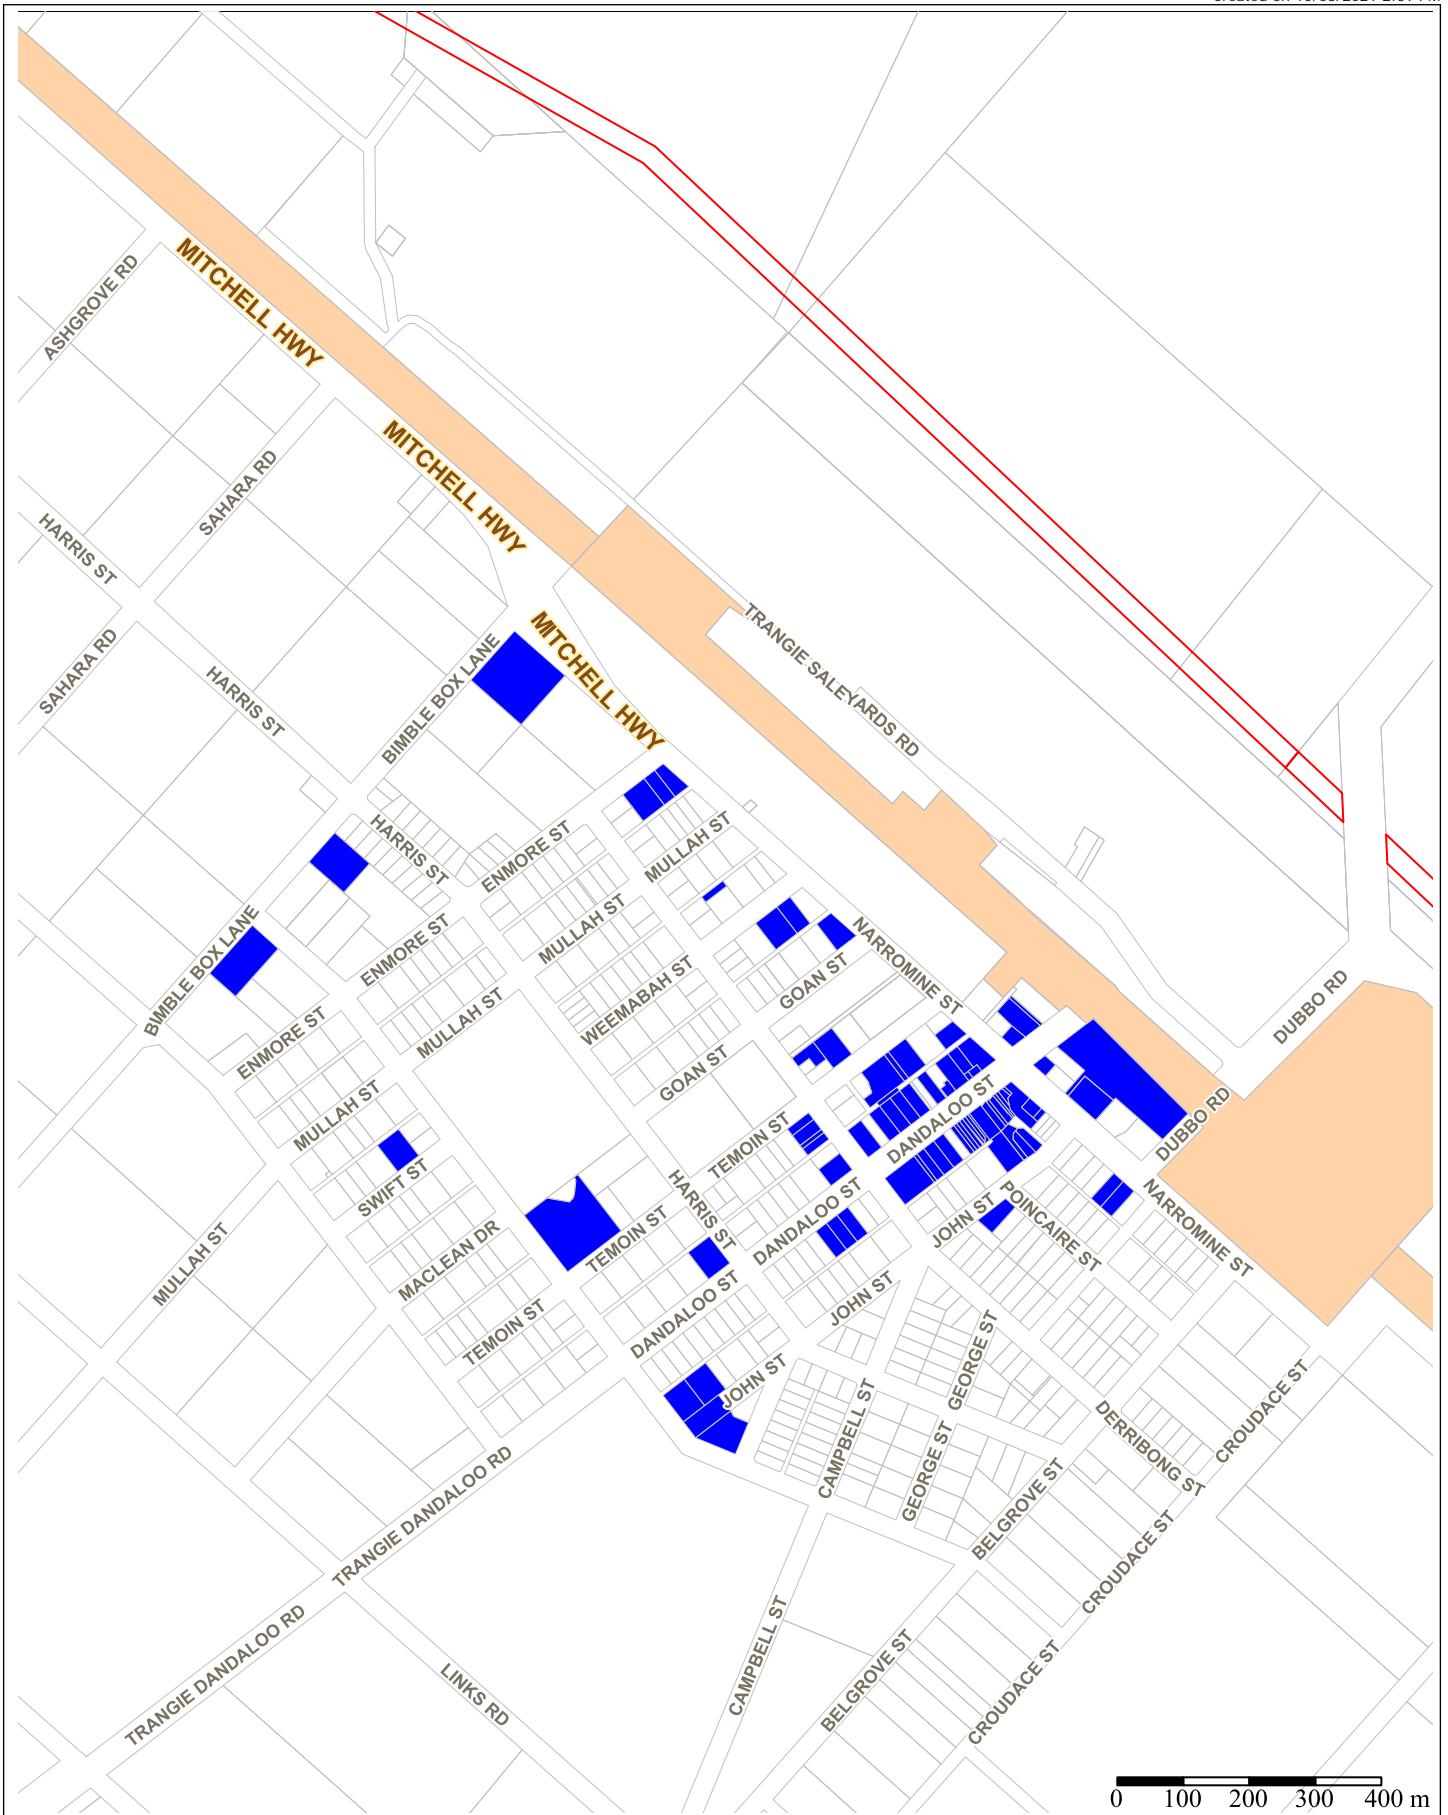 ASHGROVE RD
MITCHELL HWY
MITCHELL HWY
SAHARA RD
HARRIS ST
MITCHELL HWY
TRANGIE SALEYARDS RD
SAHARA RD
HARRIS ST
BIMBLE BOX LANE
HARRIS ST
ENMORE ST
MULLAH ST
BIMBLE BOX LANE
ENMORE ST
MULLAH ST
NARROMINE ST
GOAN ST
WEEMABAH ST
MULLAH ST
ENMORE ST
DUBBO RD
GOAN ST
MULLAH ST
DANDALOO ST
DUBBO RD
TEMOIN ST
SWIFT ST
HARRIS ST
DANDALOO ST
JOHN ST
POINCAIRE ST
NARROMINE ST
MULLAH ST
MACLEAN DR
TEMOIN ST
DANDALOO ST
JOHN ST
TEMOIN ST
JOHN ST
GEORGE ST
CAMPBELL ST
GEORGE ST
DERRIBONG ST
CROUDACE ST
BELGROVE ST
TRANGIE DANDALOO RD
CROUDACE ST
TRANGIE DANDALOO RD
LINKS RD
CAMPBELL ST
BELGROVE ST
CROUDACE ST
0 100 200 300 400 m